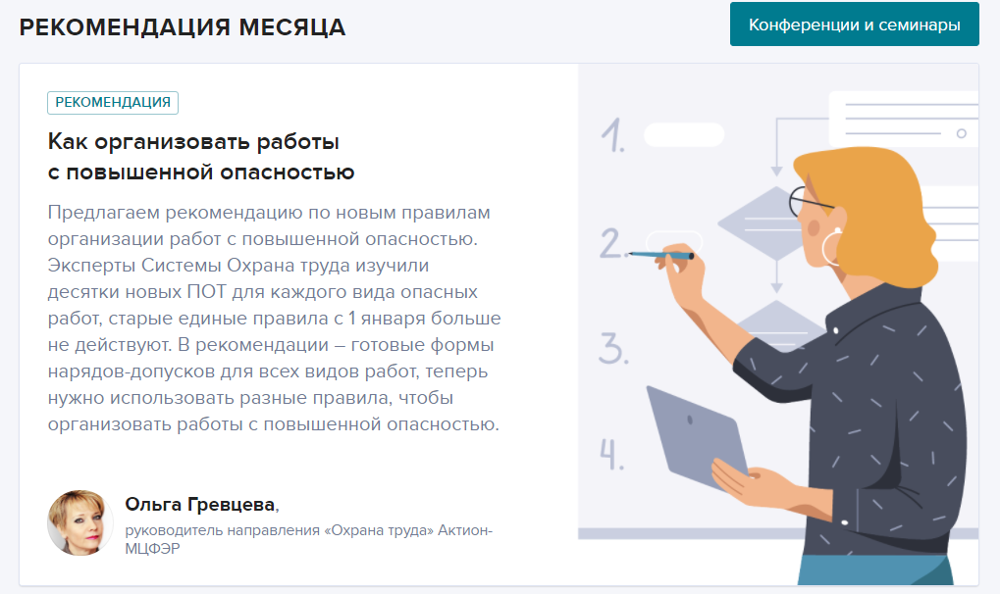 РЕКОМЕНДАЦИЯ МЕСЯЦА
Конференции и семинары
РЕКОМЕНДАЦИЯ
Как организовать работы
с повышенной опасностью
Предлагаем рекомендацию по новым правилам
организации работ с повышенной опасностью.
Эксперты Системы Охрана труда изучили
десятки новых ПОТ для каждого вида опасных
работ, старые единые правила с 1 января больше
не действуют. В рекомендации – готовые формы
нарядов-допусков для всех видов работ, теперь
нужно использовать разные правила, чтобы
организовать работы с повышенной опасностью.
Ольга Гревцева,
руководитель направления «Охрана труда» Актион-
МЦФЭР
1.
2.
3.
4.